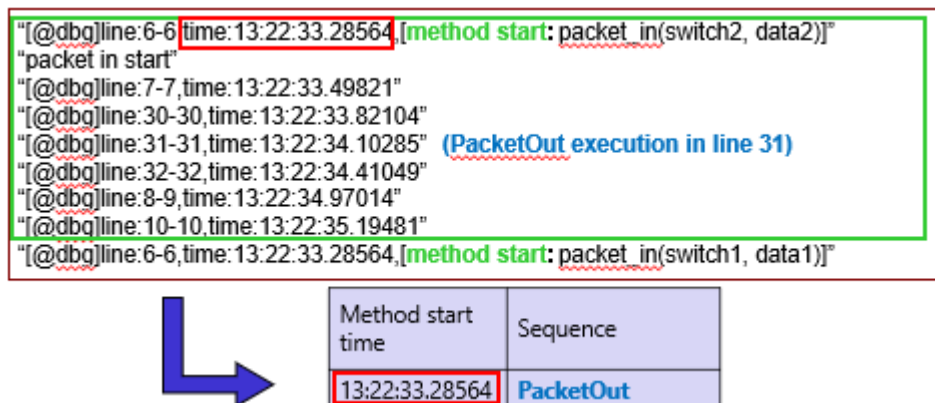 “[@dbg]line:6-6 time:13:22:33.28564,[method start: packet_in(switch2, data2)]”
“packet in start”
“[@dbg]line:7-7,time:13:22:33.49821”
“[@dbg]line:30-30,time:13:22:33.82104”
“[@dbg]line:31-31,time:13:22:34.10285” (PacketOut execution in line 31)
“[@dbg]line:32-32,time:13:22:34.41049”
“[@dbg]line:8-9,time:13:22:34.97014”
“[@dbg]line:10-10,time:13:22:35.19481”
“[@dbg]line:6-6,time:13:22:33.28564,[method start: packet_in(switch1, data1)]”
Method start
time
Sequence
13:22:33.28564
PacketOut